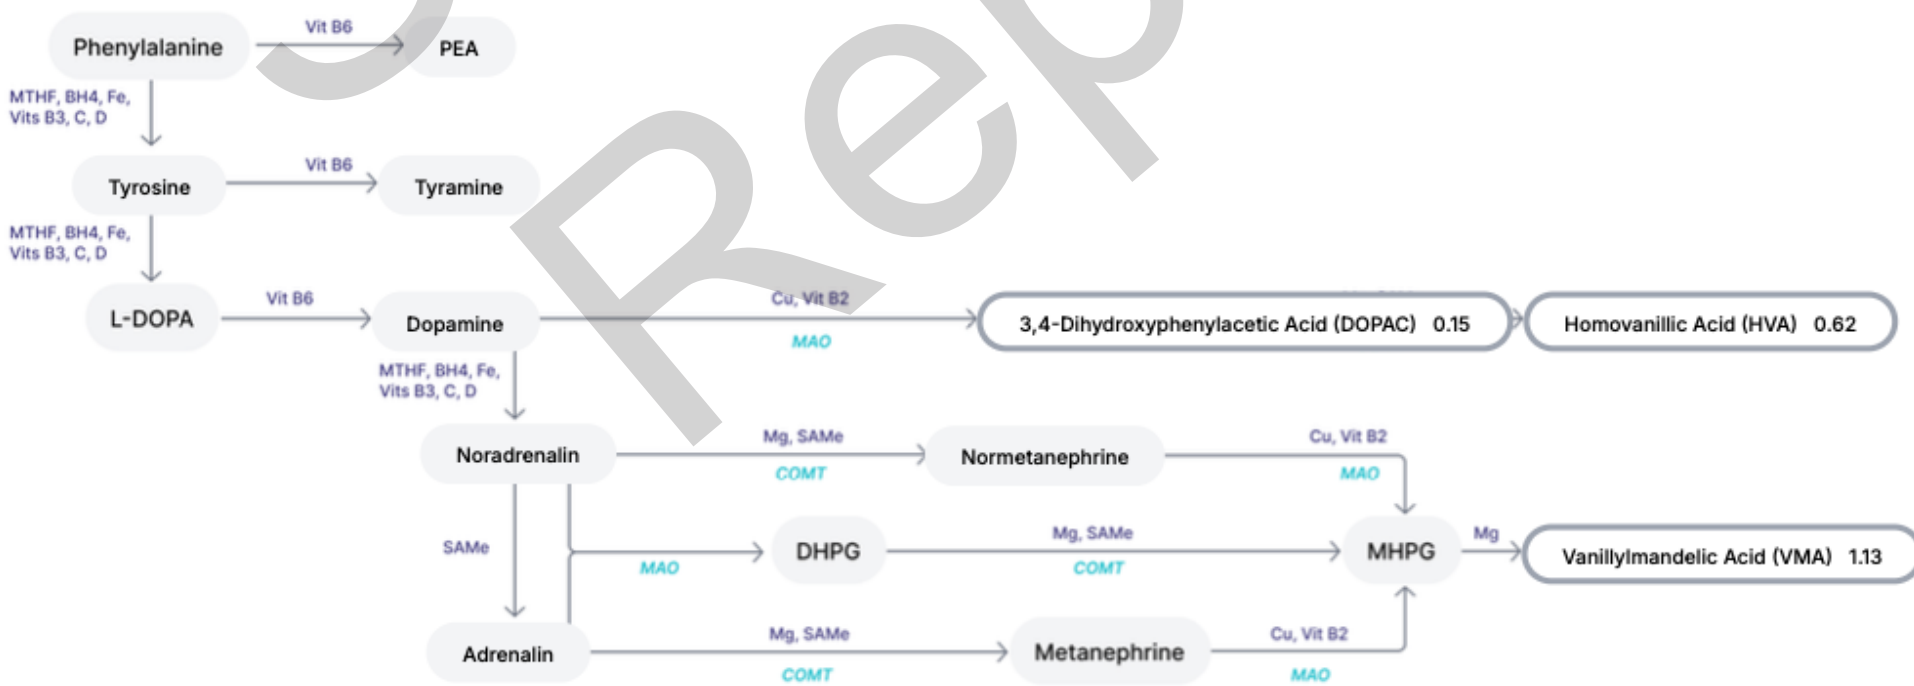 Vit B6
Phenylalanine
PEA
MTHF, BH4, Fe,
Vits B3, C, D
Vit B6
Tyrosine
Tyramine
MTHF, BH4, Fe,
Vits B3, C, D
Vit B6
Cu, Vit B2
L-DOPA
Dopamine
3,4-Dihydroxyphenylacetic Acid (DOPAC) 0.15
Homovanillic Acid (HVA) 0.62
MAO
MTHF, BH4, Fe,
Vits B3, C, D
Mg, SAMe
Cu, Vit B2
Noradrenalin
Normetanephrine
COMT
MAO
Mg, SAMe
Mg
SAMe
DHPG
MHPG
Vanillylmandelic Acid (VMA) 1.13
MAO
COMT
Mg, SAMe
Cu, Vit B2
Adrenalin
Metanephrine
COMT
MAO
Rep